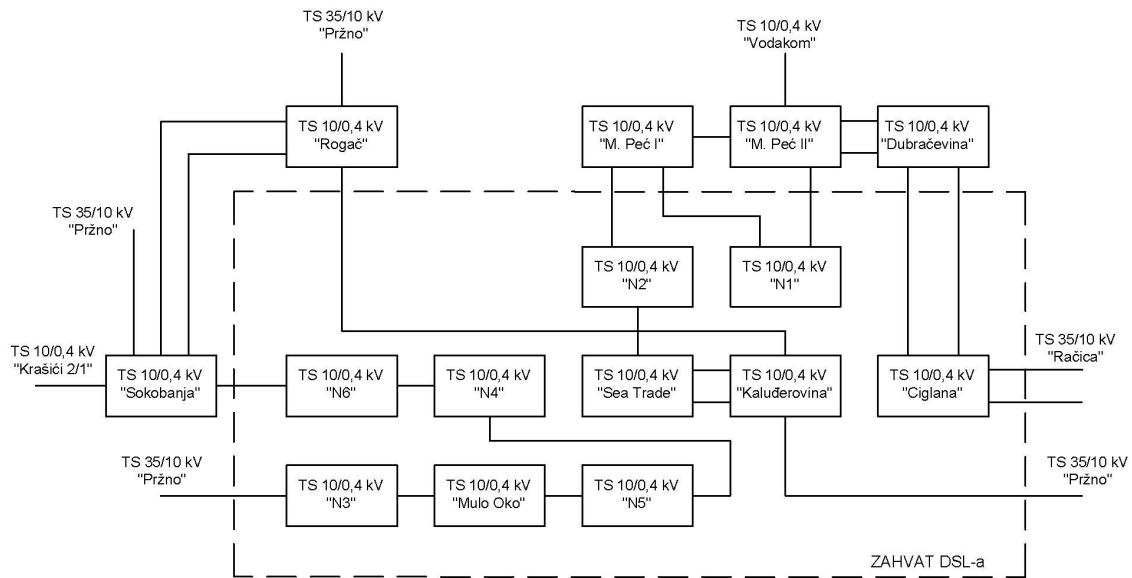 TS 35/10 kV
"Pržno"
TS 10/0,4 kV
"Vodakom"
TS 10/0,4 kV
"Rogač"
TS 10/0,4 kV
"M. Peć I"
TS 10/0,4 kV
"M. Peć II"
TS 10/0,4 kV
"Dubračevina"
TS 35/10 kV
"Pržno"
TS 10/0,4 kV
"N2"
TS 10/0,4 kV
"N1"
TS 10/0,4 kV
"Krašići 2/1"
TS 10/0,4 kV
"Sokobanja"
TS 10/0,4 kV
"N6"
TS 10/0,4 kV
"N4"
TS 10/0,4 kV
"Sea Trade"
TS 10/0,4 kV
"Kaluđerovina"
TS 10/0,4 kV
"Ciglana"
TS 35/10 kV
"Račica"
TS 35/10 kV
"Pržno"
TS 10/0,4 kV
"N3"
TS 10/0,4 kV
"Mulo Oko"
TS 10/0,4 kV
"N5"
TS 35/10 kV
"Pržno"
ZAHVAT DSL-a